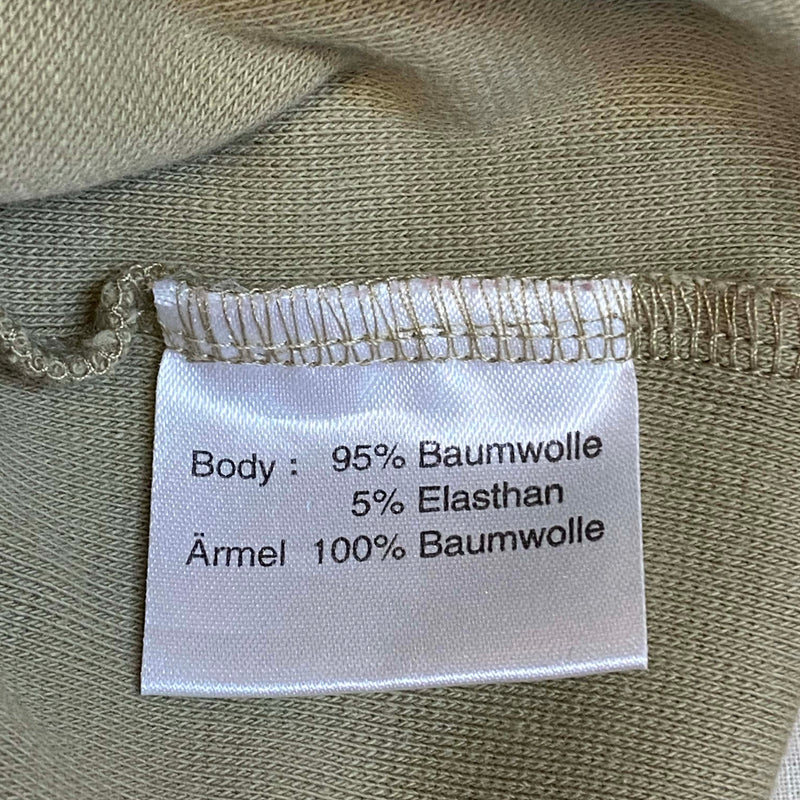 Body : 95% Baumwolle
5% Elasthan
Ärmel 100% Baumwolle